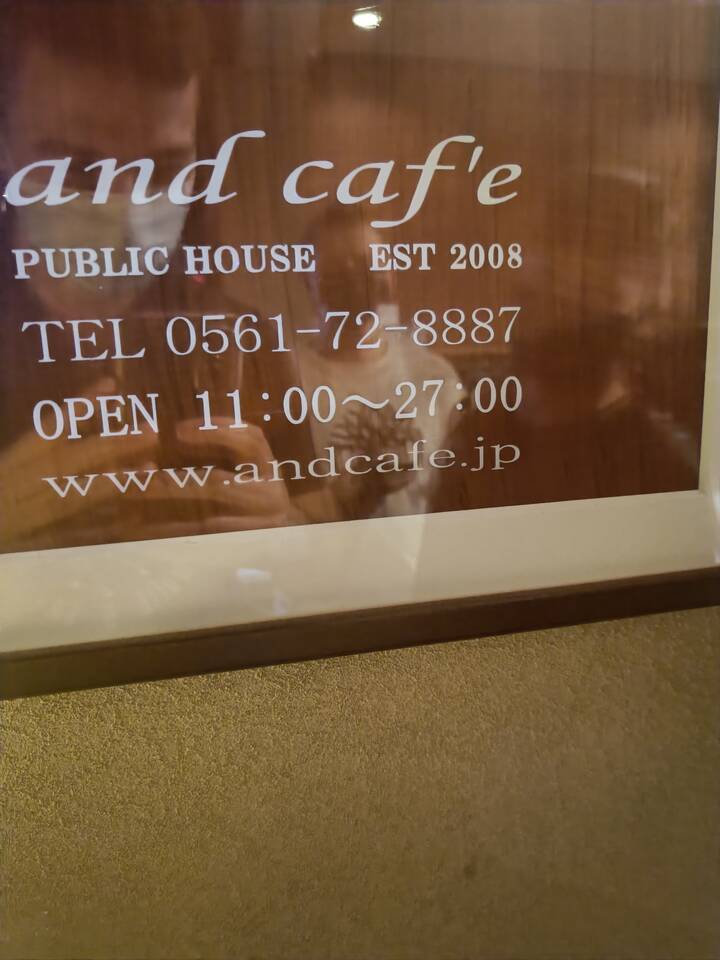 and caf'e
PUBLIC HOUSE EST 2008
TEL 0561-72-8887
OPEN 11:00～27:00
www.andcafe.jp